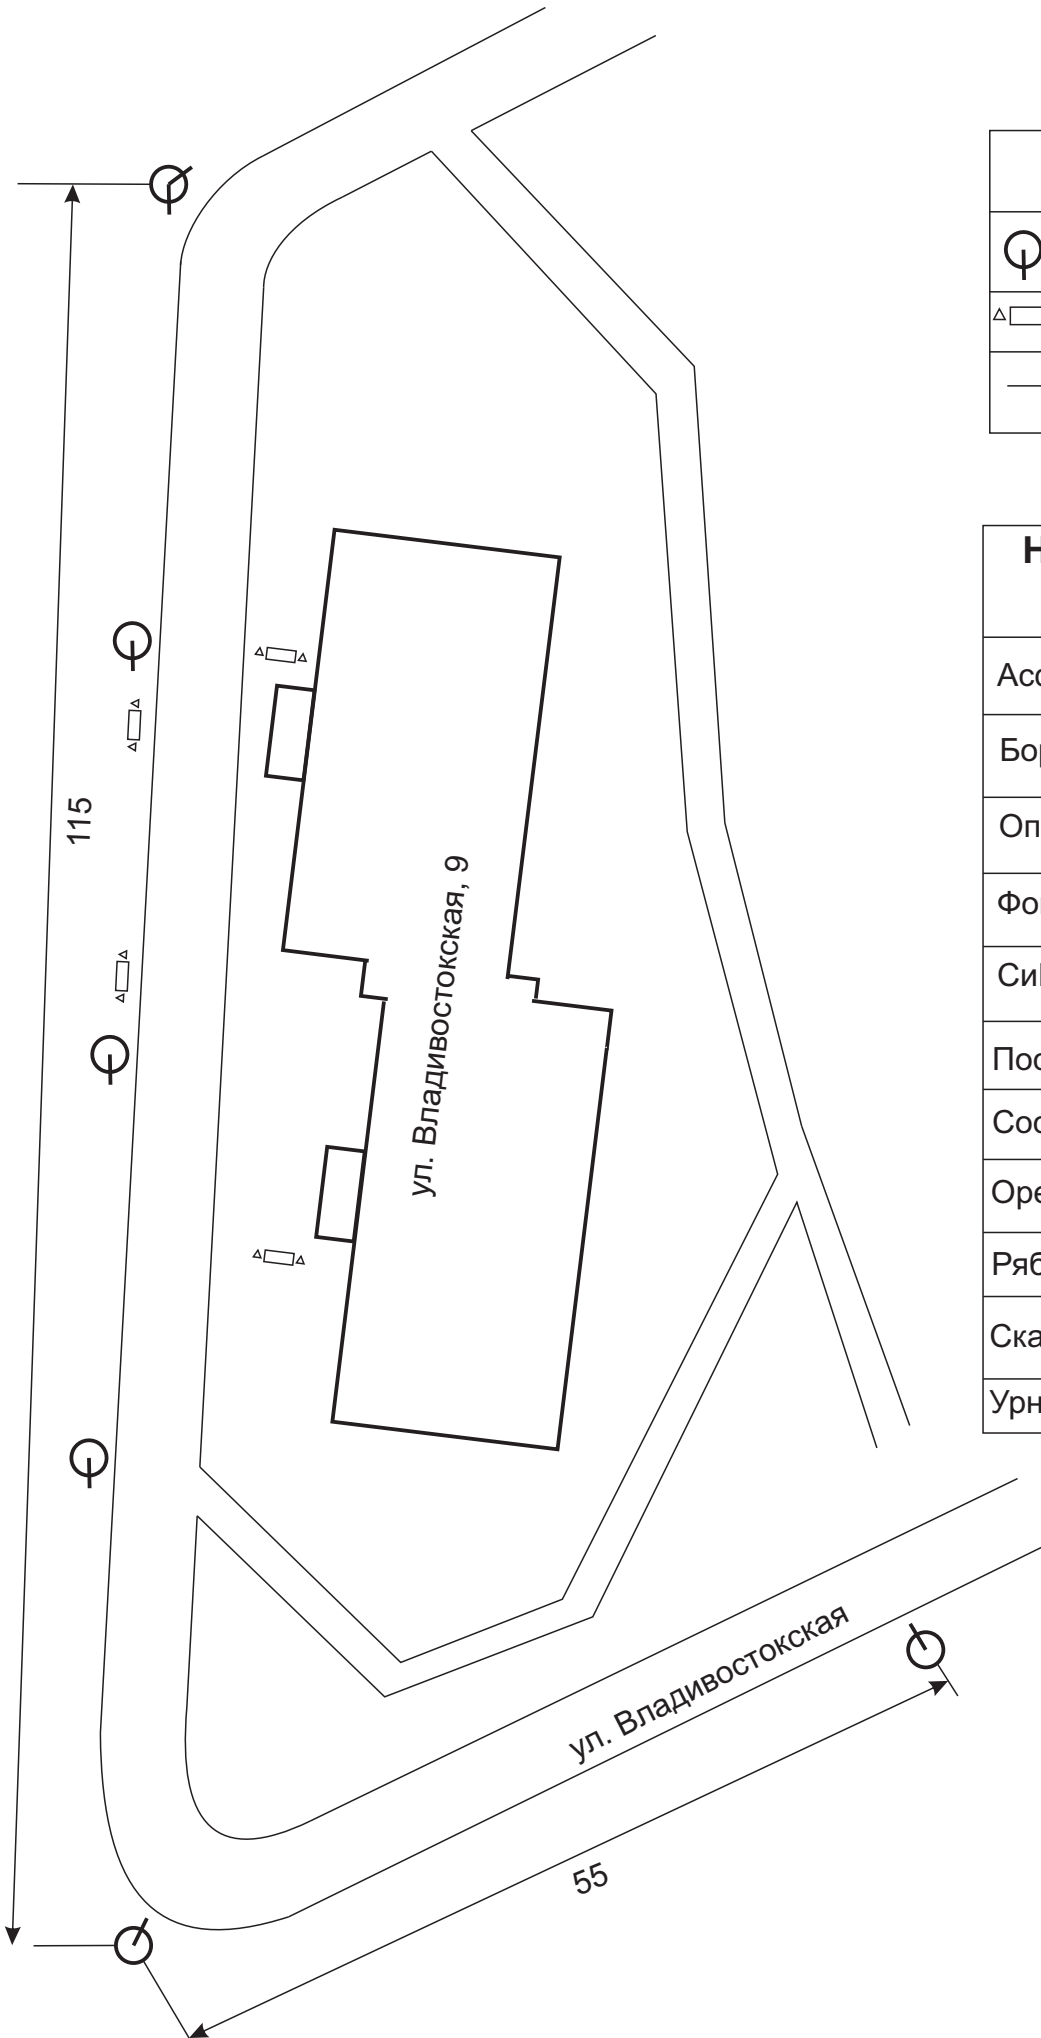 115
ул. Владивостокская, 9
ул. Владивостокская
55
Н
Асс
Бор
Оп
Фо
Си
Пос
Сос
Оре
Ряб
Ска
Урн